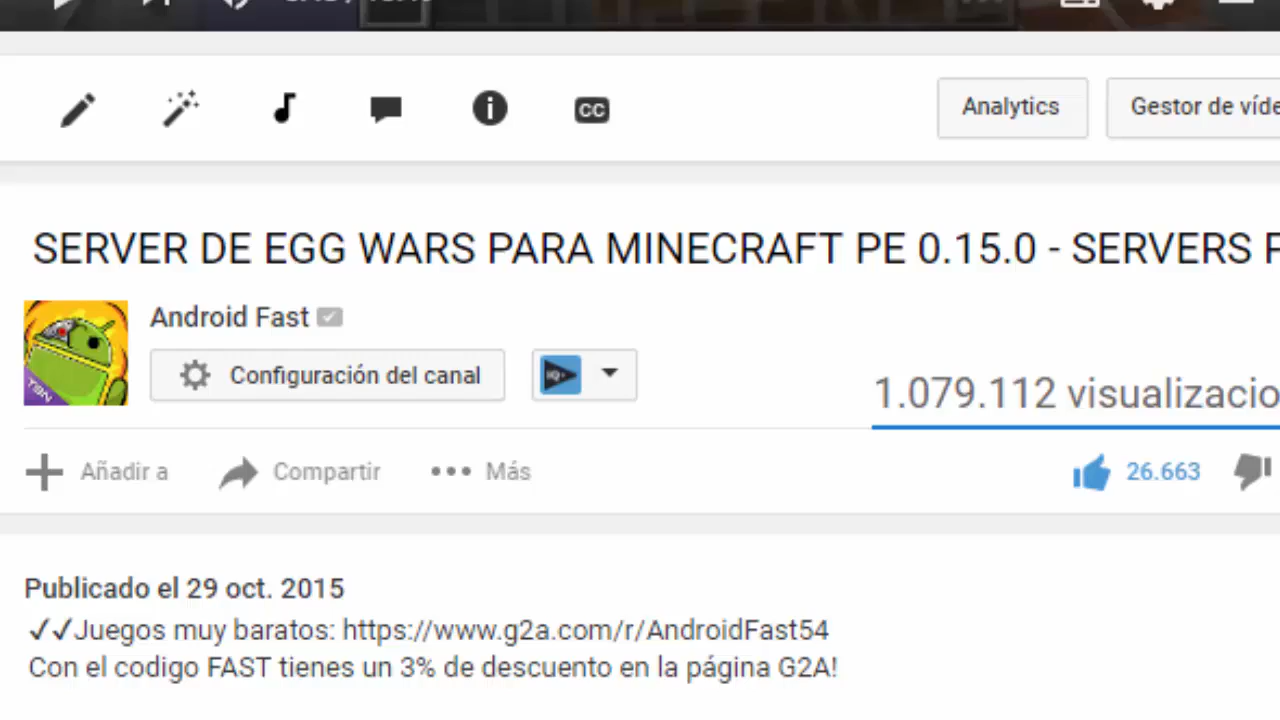 CC
Analytics
Gestor de víde
SERVER DE EGG WARS PARA MINECRAFT PE 0.15.0 - SERVERS P
Android Fast
TGN
Configuración del canal
1.079.112 visualizacio
Añadir a
Compartir
Más
26.663
Publicado el 29 oct. 2015
✓✓Juegos muy baratos: https://www.g2a.com/r/AndroidFast54
Con el codigo FAST tienes un 3% de descuento en la página G2A!